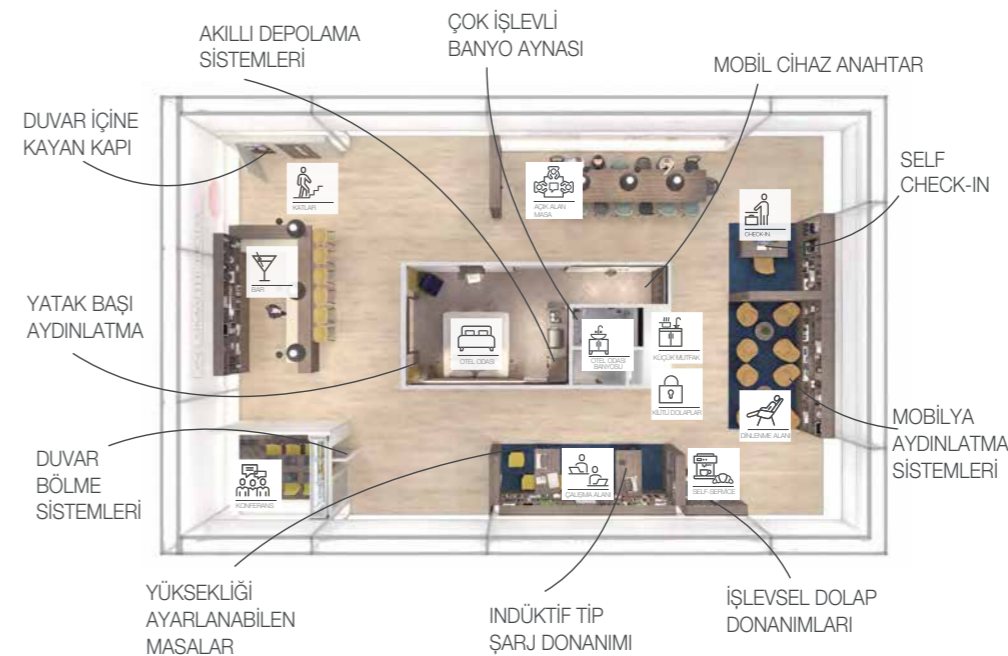 AKILLI DEPOLAMA
SİSTEMLERİ
ÇOK İŞLEVLİ
BANYO AYNASI
MOBİL CİHAZ ANAHTAR
DUVAR İÇİNE
KAYAN KAPI
SELF
CHECK-IN
KATLAR
AÇIK ALAN
MASA
CHECK-IN
BAR
YATAK BAŞI
AYDINLATMA
OTEL ODASI
OTEL ODASI
BANYOSU
KÜÇÜK MUTFAK
KİLİTLİ DOLAPLAR
DİNLENME ALANI
MOBİLYA
AYDINLATMA
SİSTEMLERİ
DUVAR
BÖLME
SİSTEMLERİ
KONFERANS
ÇALIŞMA ALANI
SELF-SERVICE
YÜKSEKLİĞİ
AYARLANABİLEN
MASALAR
INDÜKTİF TİP
ŞARJ DONANIMI
İŞLEVSEL DOLAP
DONANIMLARI